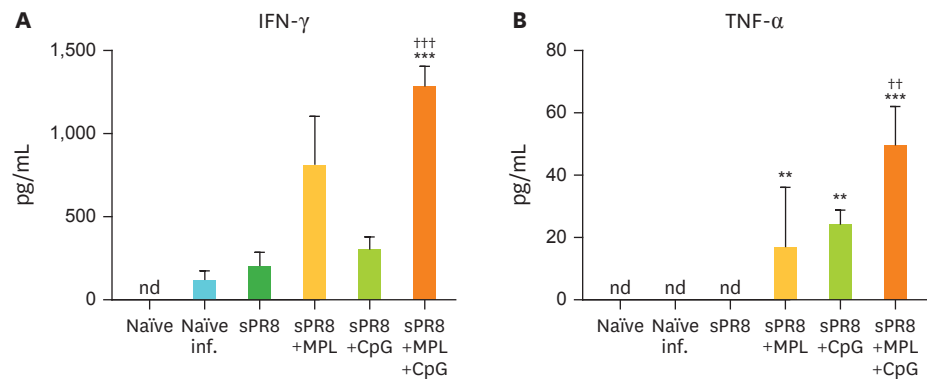 A
IFN-γ
pg/mL
1,500
1,000
500
0
†††
***
nd
Naïve
Naïve
inf.
sPR8
sPR8
+MPL
sPR8
+CpG
sPR8
+MPL
+CpG
B
TNF-α
pg/mL
80
60
40
20
0
††
***
**
**
nd
nd
nd
Naïve
Naïve
inf.
sPR8
sPR8
+MPL
sPR8
+CpG
sPR8
+MPL
+CpG